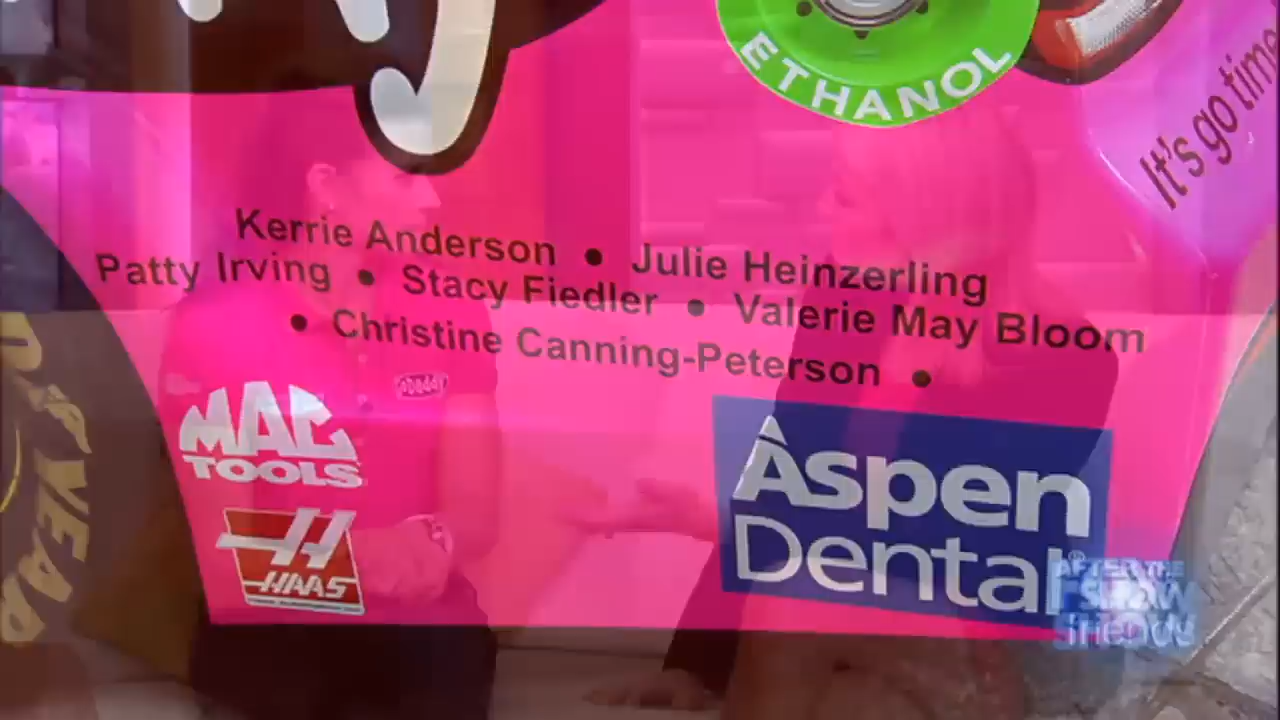 ETHANOL
It's go time
Kerrie Anderson • Julie Heinzerling
Patty Irving • Stacy Fiedler • Valerie May Bloom
• Christine Canning-Peterson •
GoDaddy
MAC
TOOLS
HAAS
Aspen
Dental
AFTER THE
SHOW
SHOW